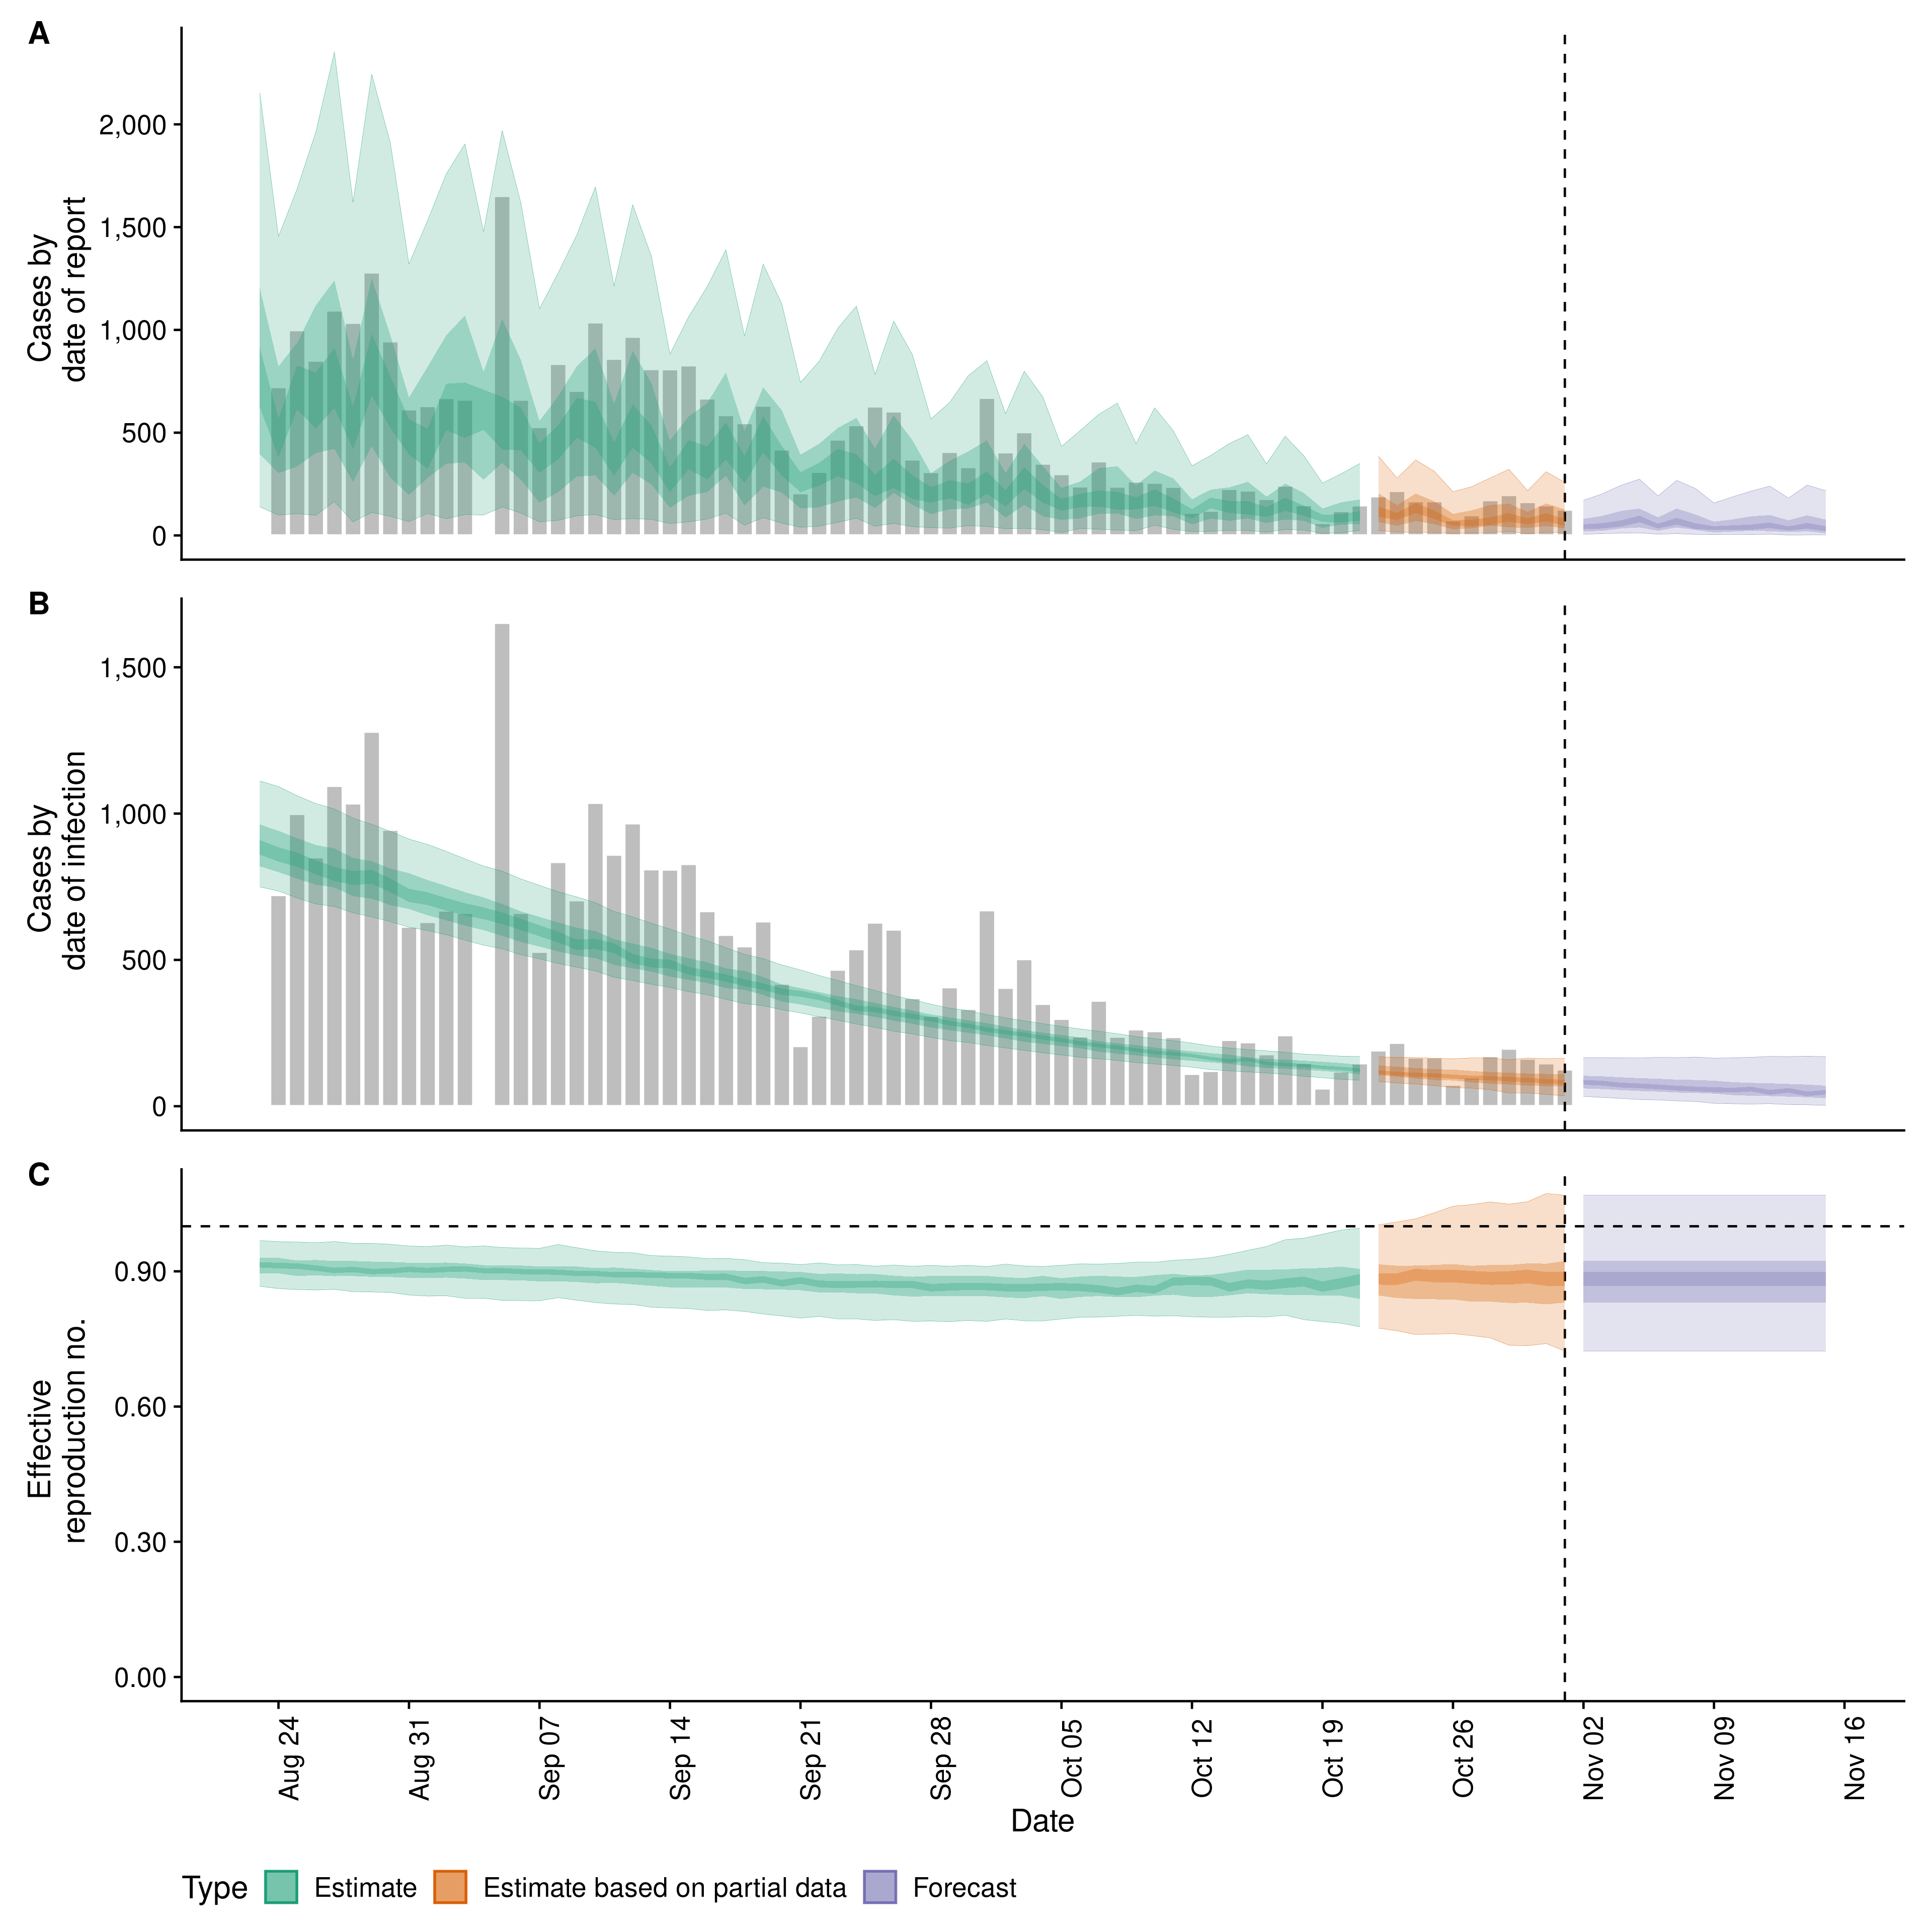 A
Cases by
date of report
2,000
1,500
1,000
500
0
B
Cases by
date of infection
1,500
1,000
500
0
C
Effective
reproduction no.
0.90
0.60
0.30
0.00
Aug 24
Aug 31
Sep 07
Sep 14
Sep 21
Sep 28
Oct 05
Oct 12
Oct 19
Oct 26
Nov 02
Nov 09
Nov 16
Date
Type Estimate Estimate based on partial data Forecast